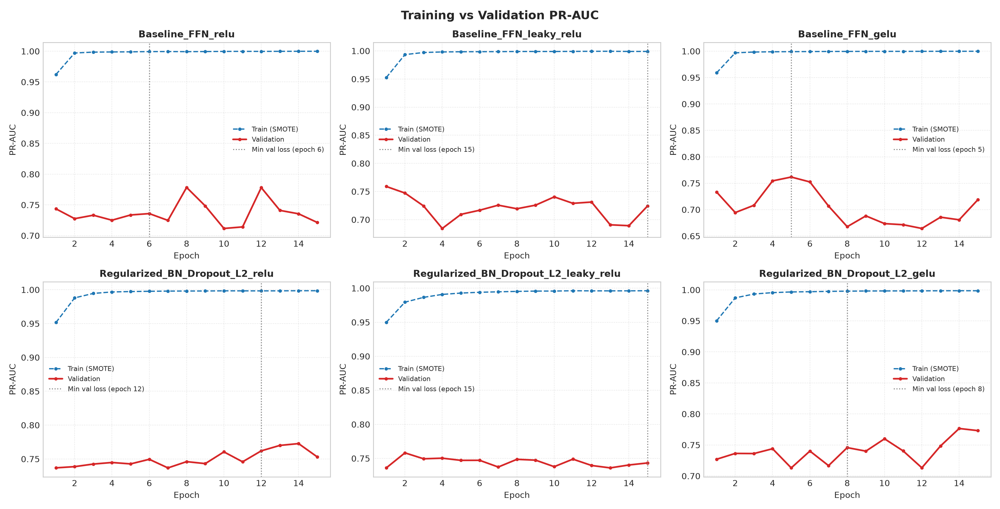 Training vs Validation PR-AUC
Baseline_FFN_relu
PR-AUC
1.00
0.95
0.90
0.85
0.80
0.75
0.70
Train (SMOTE)
Validation
Min val loss (epoch 6)
2 4 6 8 10 12 14
Epoch
Baseline_FFN_leaky_relu
PR-AUC
1.00
0.95
0.90
0.85
0.80
0.75
0.70
Train (SMOTE)
Validation
Min val loss (epoch 15)
2 4 6 8 10 12 14
Epoch
Baseline_FFN_gelu
PR-AUC
1.00
0.95
0.90
0.85
0.80
0.75
0.70
0.65
Train (SMOTE)
Validation
Min val loss (epoch 5)
2 4 6 8 10 12 14
Epoch
Regularized_BN_Dropout_L2_relu
PR-AUC
1.00
0.95
0.90
0.85
0.80
0.75
Train (SMOTE)
Validation
Min val loss (epoch 12)
2 4 6 8 10 12 14
Epoch
Regularized_BN_Dropout_L2_leaky_relu
PR-AUC
1.00
0.95
0.90
0.85
0.80
0.75
Train (SMOTE)
Validation
Min val loss (epoch 15)
2 4 6 8 10 12 14
Epoch
Regularized_BN_Dropout_L2_gelu
PR-AUC
1.00
0.95
0.90
0.85
0.80
0.75
0.70
Train (SMOTE)
Validation
Min val loss (epoch 8)
2 4 6 8 10 12 14
Epoch